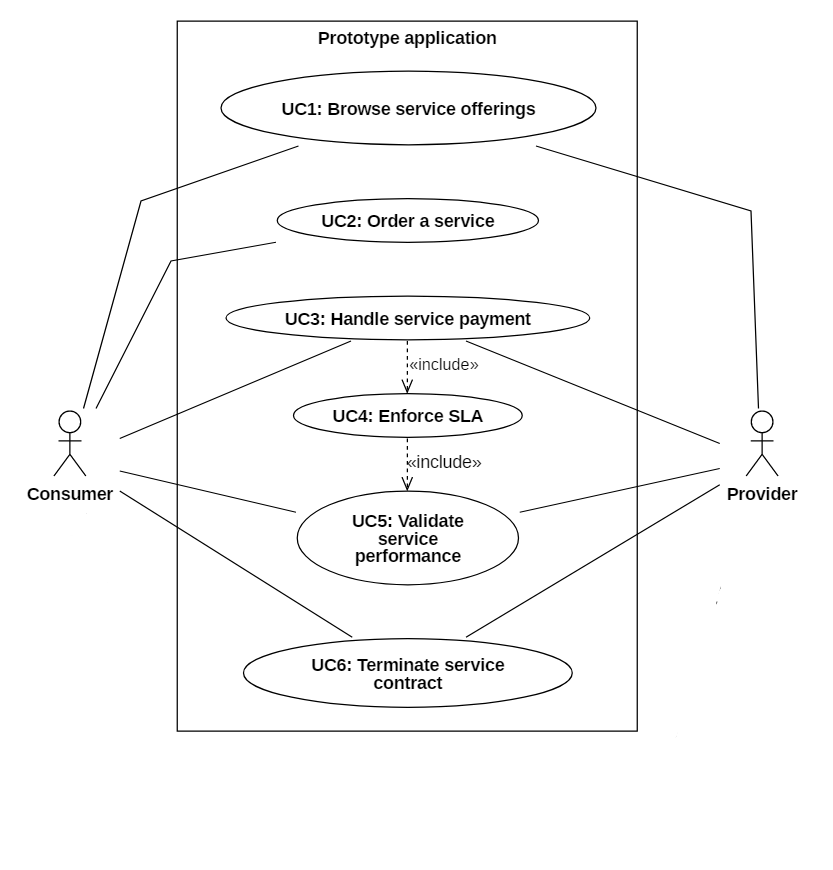 Prototype application
UC1: Browse service offerings
UC2: Order a service
UC3: Handle service payment
«include»
UC4: Enforce SLA
«include»
Consumer
Provider
UC5: Validate
service
performance
UC6: Terminate service
contract